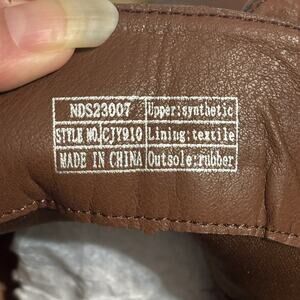 NDS23007 Upper:synthetic
STYLE NO. CJY910 Lining:textile
MADE IN CHINA Outsole:rubber